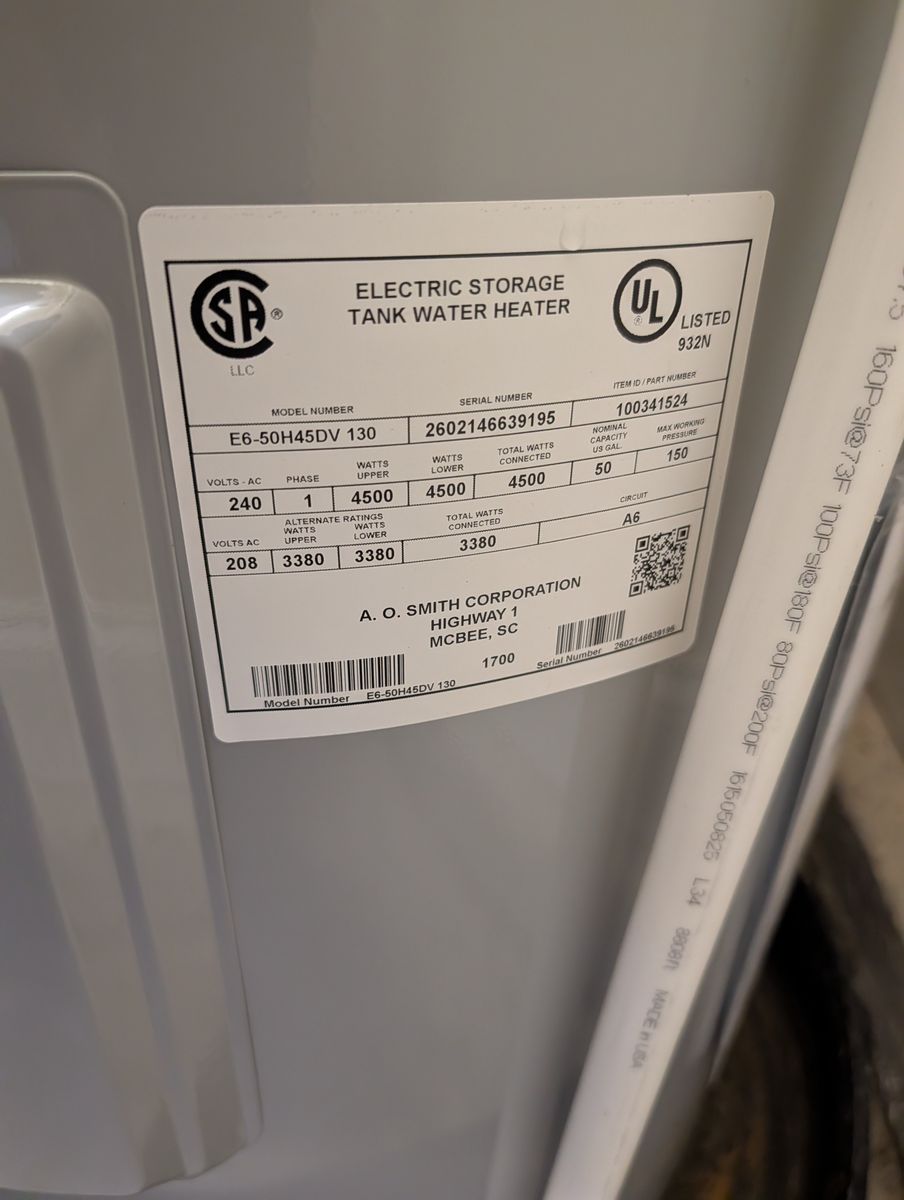 SA®
LLC
ELECTRIC STORAGE
TANK WATER HEATER
UL ®
LISTED
932N
MODEL NUMBER SERIAL NUMBER ITEM ID / PART NUMBER
E6-50H45DV 130 2602146639195 100341524
VOLTS - AC PHASE WATTS UPPER WATTS LOWER TOTAL WATTS CONNECTED NOMINAL CAPACITY US GAL. MAX WORKING PRESSURE
240 1 4500 4500 4500 50 150
ALTERNATE RATINGS
VOLTS AC WATTS UPPER WATTS LOWER TOTAL WATTS CONNECTED CIRCUIT
208 3380 3380 3380 A6
A. O. SMITH CORPORATION
HIGHWAY 1
MCBEE, SC
1700
Model Number E6-50H45DV 130
Serial Number 2602146639195
160Psi@73F 100Psi@180F 80Psi@200F 1615050825 L34 MADE in USA